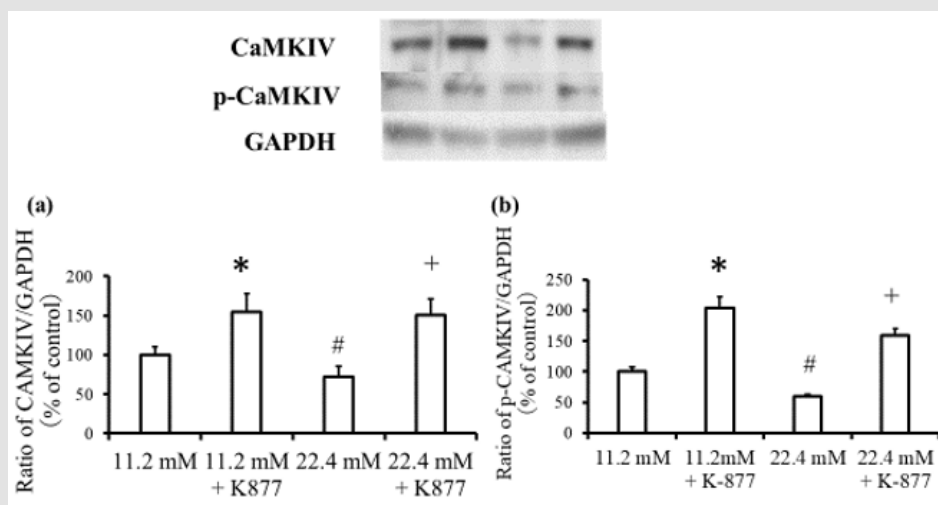 CaMKIV
p-CaMKIV
GAPDH
(a)
Ratio of CAMKIV/GAPDH
(% of control)
200
150
100
50
0
*
#
+
11.2 mM 11.2 mM 22.4 mM 22.4 mM
+ K877 + K877
(b)
Ratio of p-CAMKIV/GAPDH
(% of control)
250
200
150
100
50
0
*
#
+
11.2 mM 11.2mM 22.4 mM 22.4 mM
+ K-877 + K-877